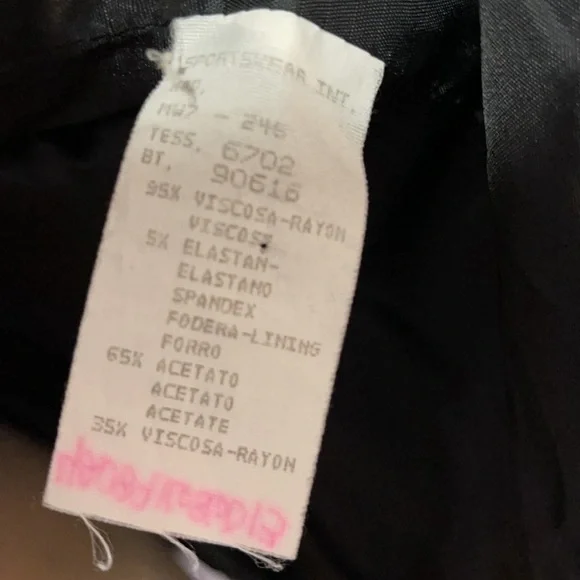 SPORTSWEAR INT.
MW7 - 246
TESS. 6702
BT. 90616
95% VISCOSA-RAYON
VISCOSE
5% ELASTAN-
ELASTANO
SPANDEX
FODERA-LINING
FORRO
65% ACETATO
ACETATO
ACETATE
35% VISCOSA-RAYON